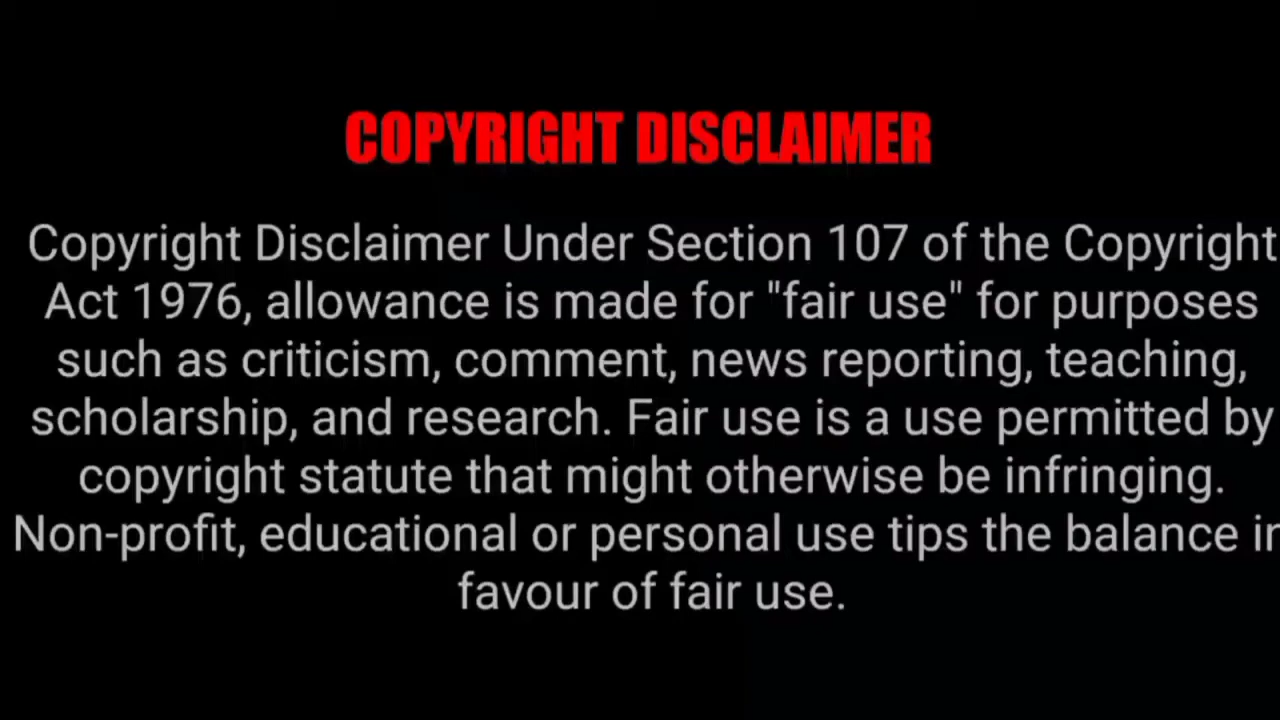 COPYRIGHT DISCLAIMER
Copyright Disclaimer Under Section 107 of the Copyright
Act 1976, allowance is made for "fair use" for purposes
such as criticism, comment, news reporting, teaching,
scholarship, and research. Fair use is a use permitted by
copyright statute that might otherwise be infringing.
Non-profit, educational or personal use tips the balance in
favour of fair use.